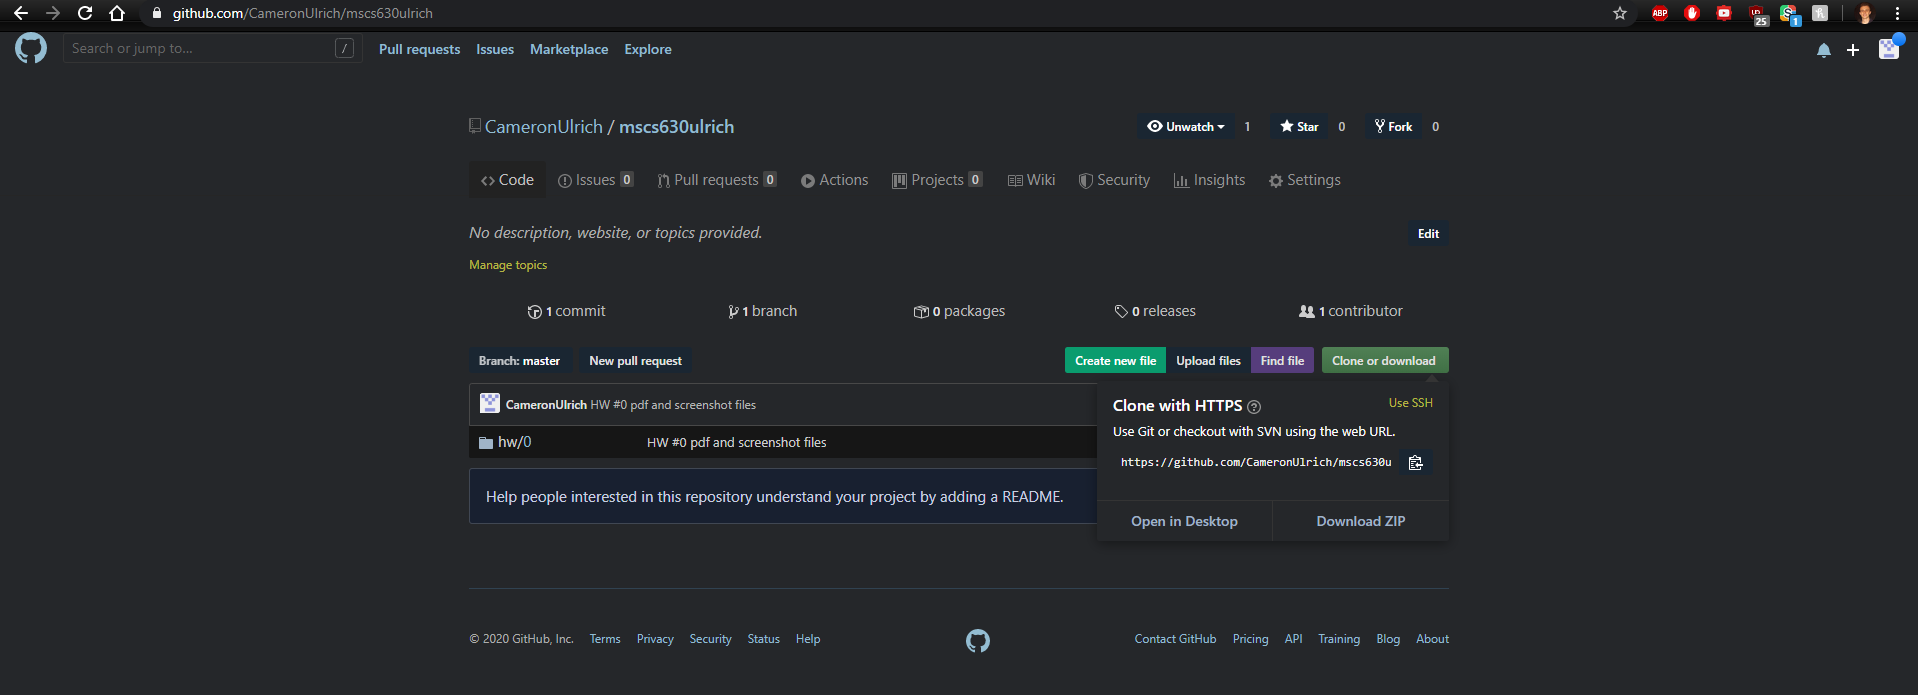 github.com/CameronUlrich/mscs630ulrich
ABP
25
1
Search or jump to...
/
Pull requests
Issues
Marketplace
Explore
CameronUlrich / mscs630ulrich
Unwatch 1
Star 0
Fork 0
Code
Issues 0
Pull requests 0
Actions
Projects 0
Wiki
Security
Insights
Settings
No description, website, or topics provided.
Edit
Manage topics
1 commit
1 branch
0 packages
0 releases
1 contributor
Branch: master
New pull request
Create new file
Upload files
Find file
Clone or download
CameronUlrich HW #0 pdf and screenshot files
hw/0
HW #0 pdf and screenshot files
Help people interested in this repository understand your project by adding a README.
Clone with HTTPS ?
Use SSH
Use Git or checkout with SVN using the web URL.
https://github.com/CameronUlrich/mscs630u
Open in Desktop
Download ZIP
© 2020 GitHub, Inc.
Terms
Privacy
Security
Status
Help
Contact GitHub
Pricing
API
Training
Blog
About